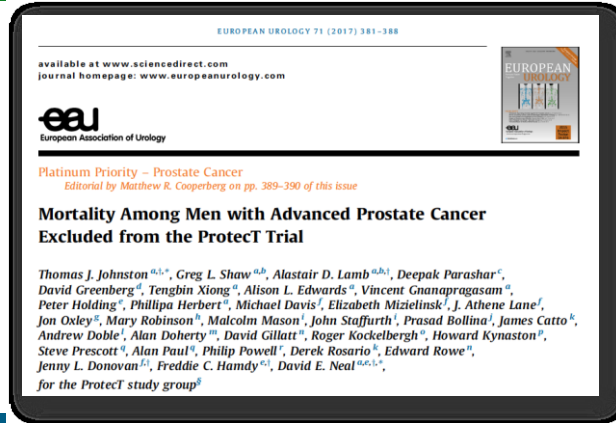 EUROPEAN UROLOGY 71 (2017) 381–388
available at www.sciencedirect.com
journal homepage: www.europeanurology.com
EUROPEAN
UROLOGY
eau
European Association of Urology
Platinum Priority – Prostate Cancer
Editorial by Matthew R. Cooperberg on pp. 389–390 of this issue
Mortality Among Men with Advanced Prostate Cancer
Excluded from the ProtecT Trial
Thomas J. Johnston a,†,*, Greg L. Shaw a,b, Alastair D. Lamb a,b,†, Deepak Parashar c,
David Greenberg d, Tengbin Xiong a, Alison L. Edwards a, Vincent Gnanapragasam a,
Peter Holding e, Phillipa Herbert a, Michael Davis f, Elizabeth Mizielinsk f, J. Athene Lane f,
Jon Oxley g, Mary Robinson h, Malcolm Mason i, John Staffurth i, Prasad Bollina j, James Catto k,
Andrew Doble l, Alan Doherty m, David Gillatt n, Roger Kockelbergh o, Howard Kynaston p,
Steve Prescott q, Alan Paul q, Philip Powell r, Derek Rosario k, Edward Rowe n,
Jenny L. Donovan f,†, Freddie C. Hamdy e,†, David E. Neal a,e,†,*,
for the ProtecT study group§